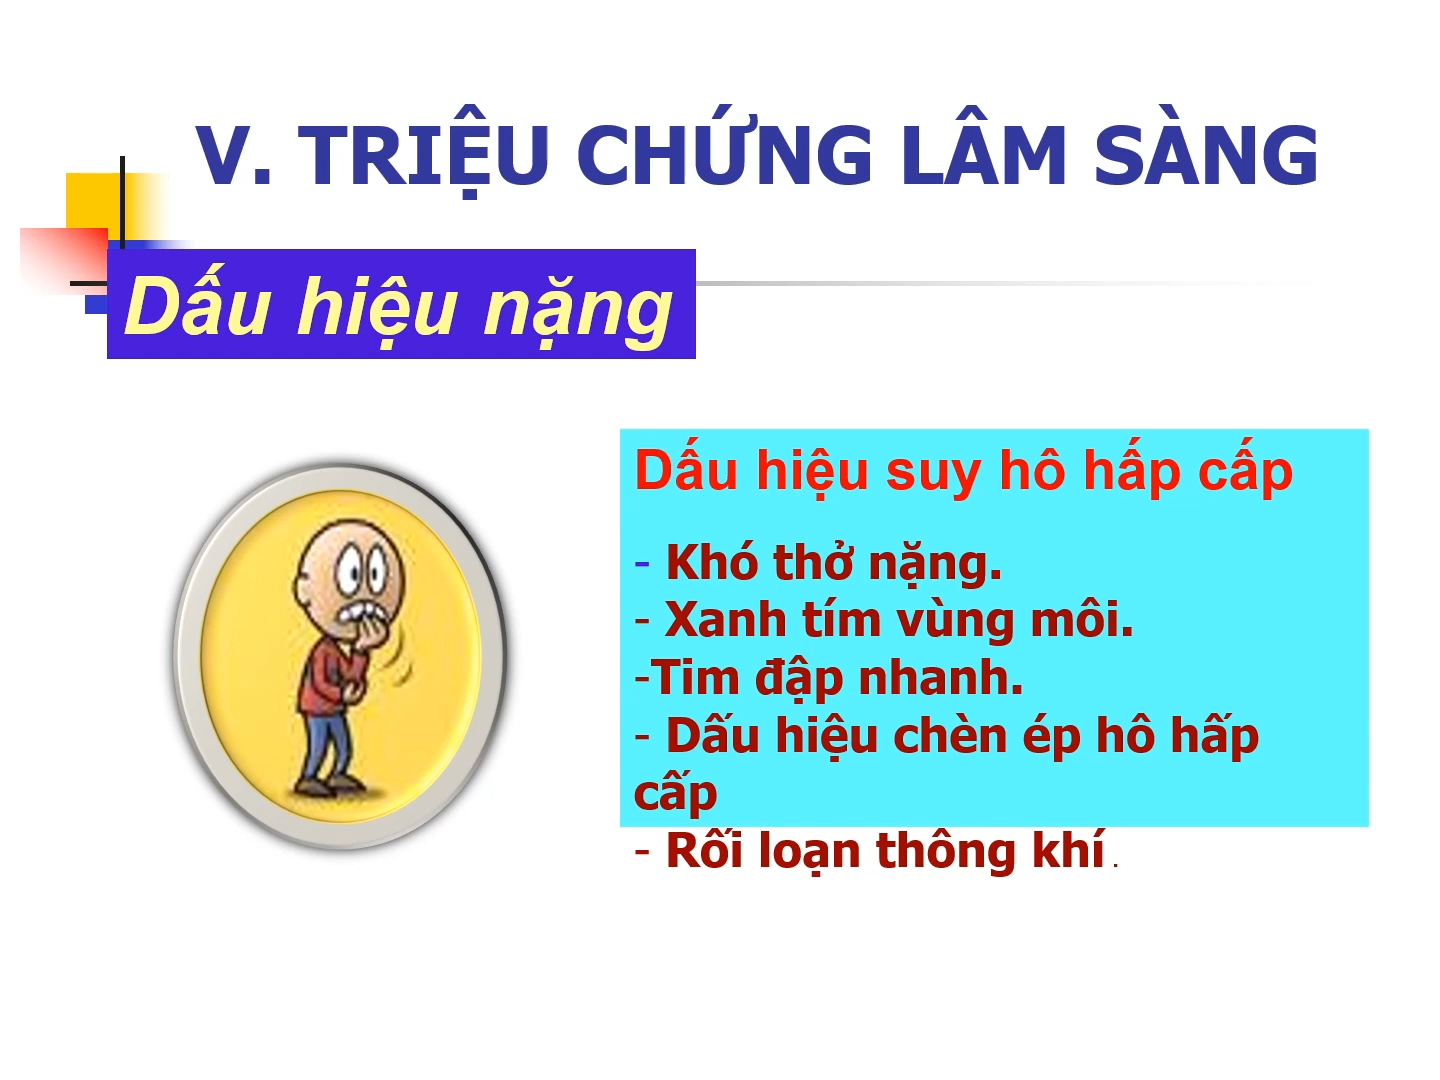 V. TRIỆU CHỨNG LÂM SÀNG
Dấu hiệu nặng
Dấu hiệu suy hô hấp cấp
- Khó thở nặng.
- Xanh tím vùng môi.
-Tim đập nhanh.
- Dấu hiệu chèn ép hô hấp
cấp
- Rối loạn thông khí .